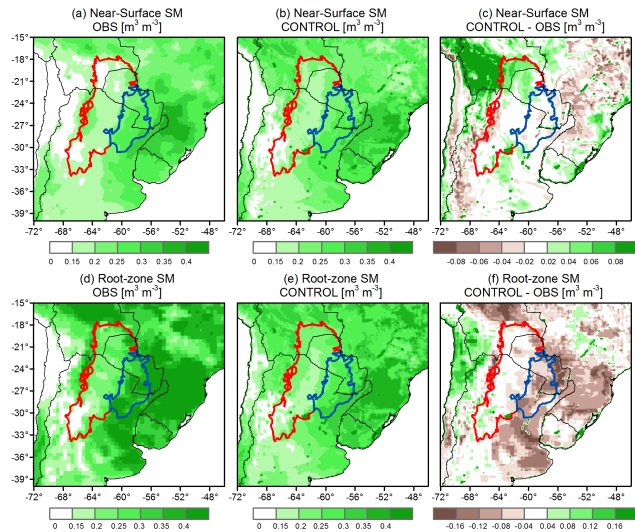 (a) Near-Surface SM
OBS [m³ m⁻³]
(b) Near-Surface SM
CONTROL [m³ m⁻³]
(c) Near-Surface SM
CONTROL - OBS [m³ m⁻³]
-15°
-18°
-21°
-24°
-27°
-30°
-33°
-36°
-39°
-72 -68 -64 -60 -56 -52 -48
-72 -68 -64 -60 -56 -52 -48
-72 -68 -64 -60 -56 -52 -48
0 0.15 0.2 0.25 0.3 0.35 0.4
0 0.15 0.2 0.25 0.3 0.35 0.4
-0.08 -0.06 -0.04 -0.02 0.02 0.04 0.06 0.08
(d) Root-zone SM
OBS [m³ m⁻³]
(e) Root-zone SM
CONTROL [m³ m⁻³]
(f) Root-zone SM
CONTROL - OBS [m³ m⁻³]
-15°
-18°
-21°
-24°
-27°
-30°
-33°
-36°
-39°
-72 -68 -64 -60 -56 -52 -48
-72 -68 -64 -60 -56 -52 -48
-72 -68 -64 -60 -56 -52 -48
0 0.15 0.2 0.25 0.3 0.35 0.4
0 0.15 0.2 0.25 0.3 0.35 0.4
-0.16 -0.12 -0.08 -0.04 0.04 0.08 0.12 0.16